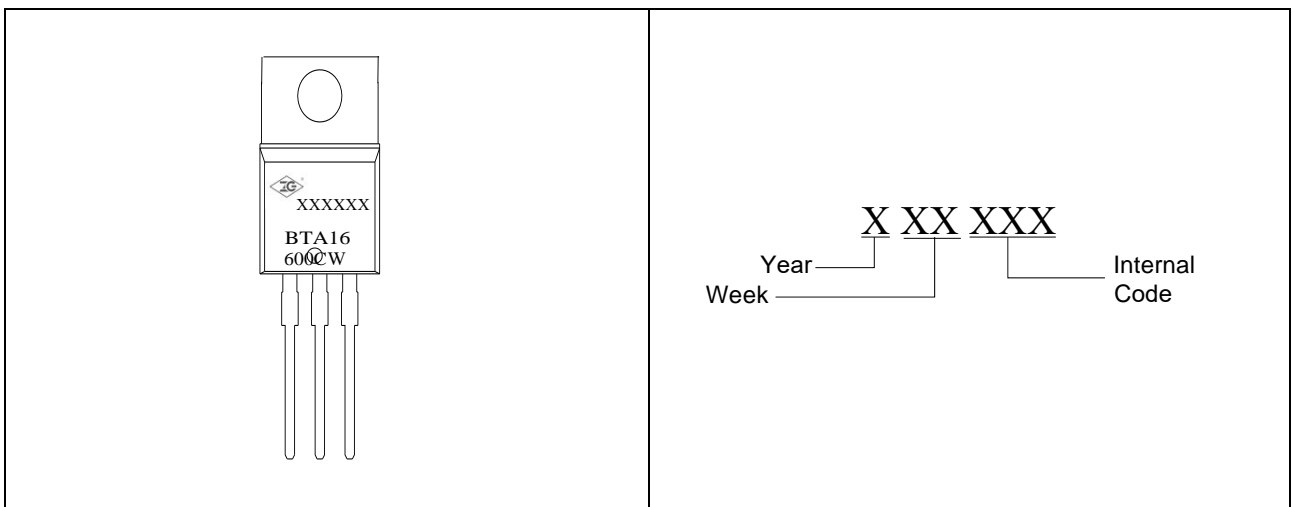 XXXXXX
BTA16
600CW
X XX XXX
Year
Week
Internal
Code